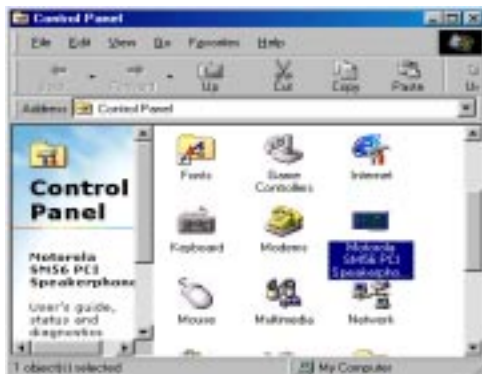 Control Panel
File Edit View Go Favorites Help
Up Cut Copy Paste
Address Control Panel
Control
Panel
Motorola
SM56 PCI
Speakerphone
User's guide,
status and
diagnostics
Fonts
Game
Controllers
Internet
Keyboard
Modems
Motorola
SM56 PCI
Speakerpho...
Mouse
Multimedia
Network
1 object(s) selected
My Computer